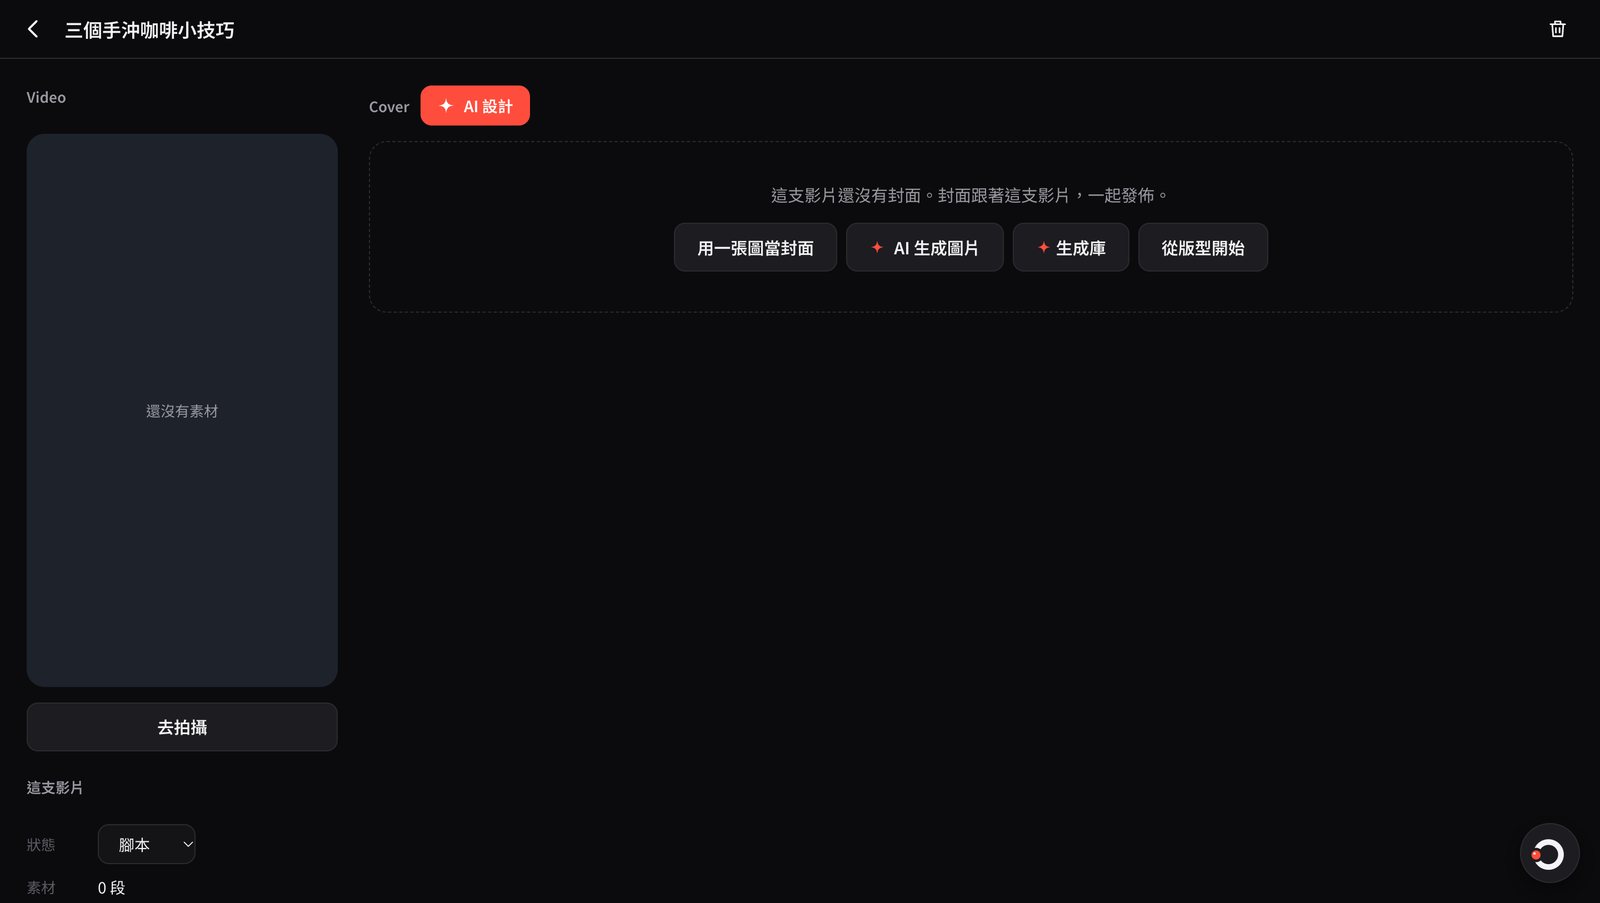 三個手沖咖啡小技巧
Video
還沒有素材
去拍攝
這支影片
狀態 腳本
素材 0 段
Cover AI 設計
這支影片還沒有封面。封面跟著這支影片，一起發佈。
用一張圖當封面 AI 生成圖片 生成庫 從版型開始